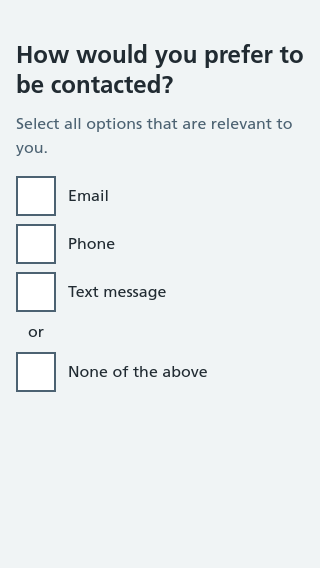 How would you prefer to
be contacted?
Select all options that are relevant to
you.
Email
Phone
Text message
or
None of the above